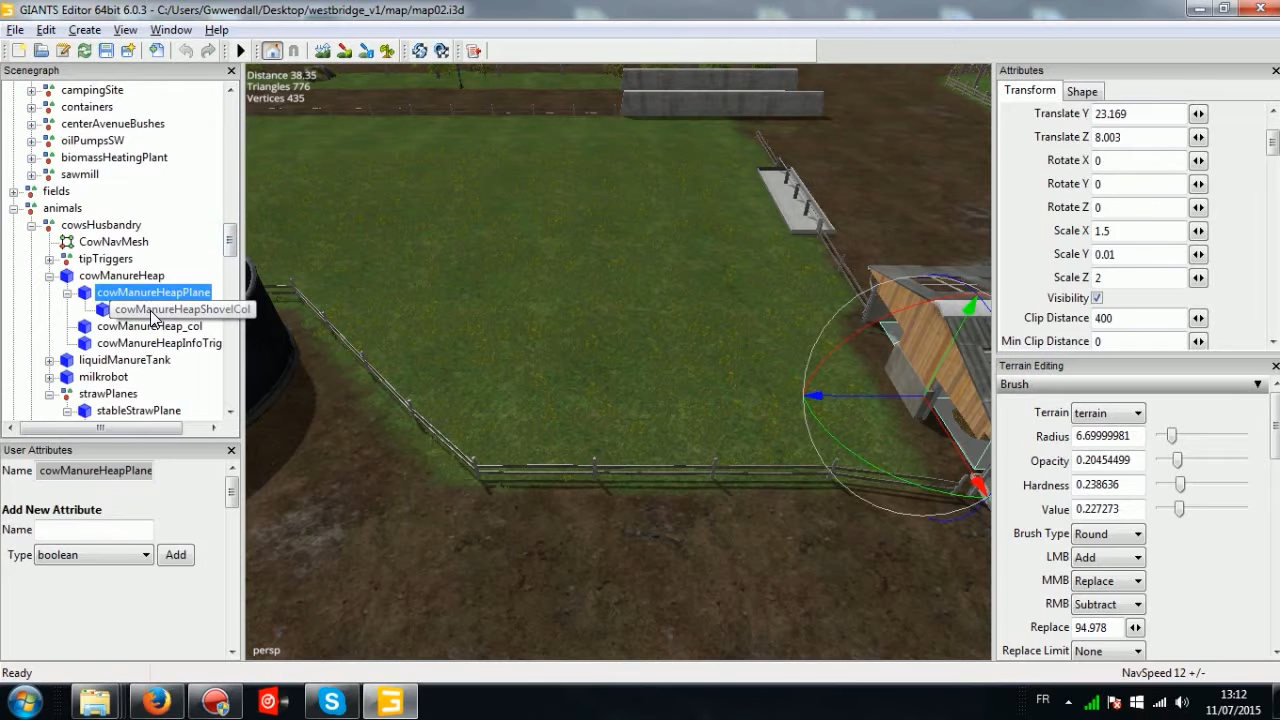 GIANTS Editor 64bit 6.0.3 - C:/Users/Gwwendall/Desktop/westbridge_v1/map/map02.i3d
File Edit Create View Window Help
Scenegraph
campingSite
containers
centerAvenueBushes
oilPumpsSW
biomassHeatingPlant
sawmill
fields
animals
cowsHusbandry
CowNavMesh
tipTriggers
cowManureHeap
cowManureHeapPlane
cowManureHeapShovelCol
cowManureHeap_col
cowManureHeapInfoTrig
liquidManureTank
milkrobot
strawPlanes
stableStrawPlane
User Attributes
Name cowManureHeapPlane
Add New Attribute
Name
Type boolean Add
Distance 38.35
Triangles 776
Vertices 435
persp
Attributes
Transform Shape
Translate Y 23.169
Translate Z 8.003
Rotate X 0
Rotate Y 0
Rotate Z 0
Scale X 1.5
Scale Y 0.01
Scale Z 2
Visibility
Clip Distance 400
Min Clip Distance 0
Terrain Editing
Brush
Terrain terrain
Radius 6.69999981
Opacity 0.20454499
Hardness 0.238636
Value 0.227273
Brush Type Round
LMB Add
MMB Replace
RMB Subtract
Replace 94.978
Replace Limit None
Ready
NavSpeed 12 +/-
FR
13:12
11/07/2015